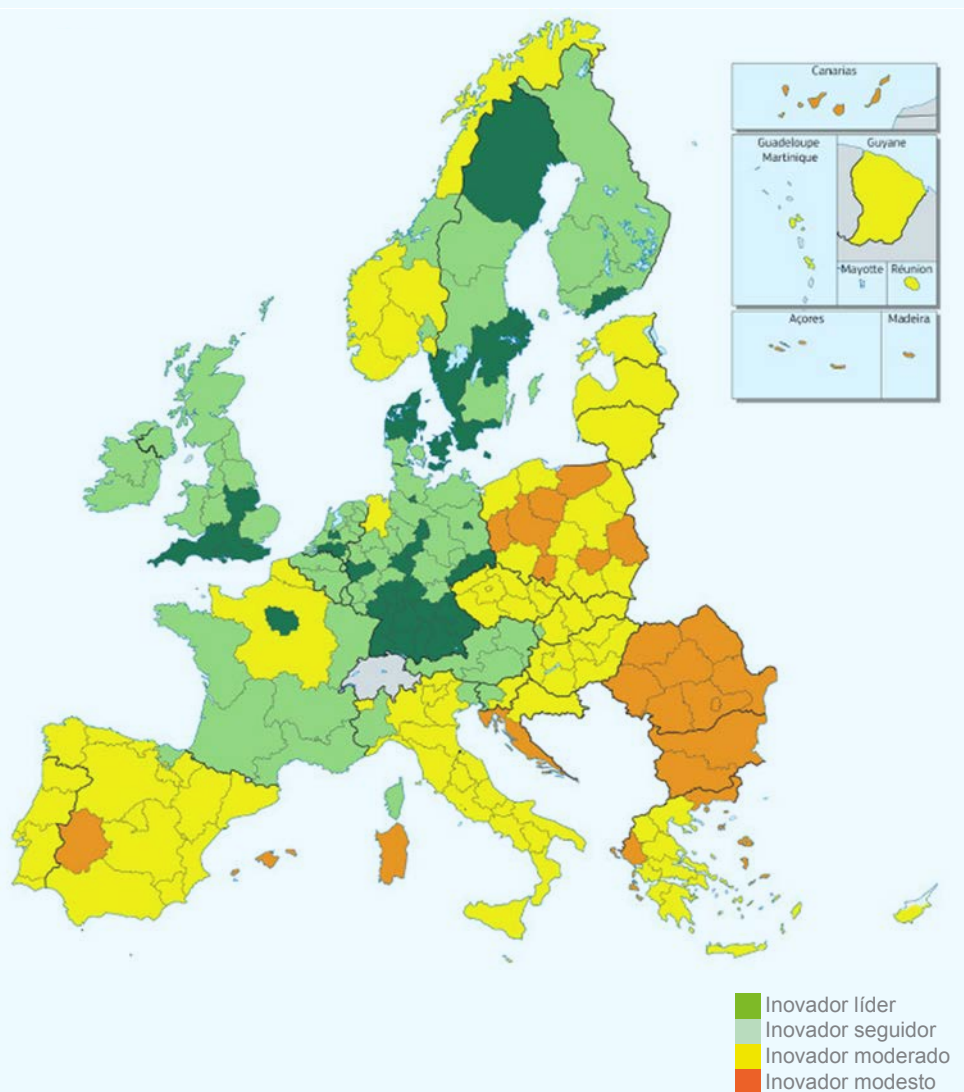 Canarias
Guadeloupe
Martinique
Guyane
Mayotte
Réunion
Açores
Madeira
Inovador líder
Inovador seguidor
Inovador moderado
Inovador modesto